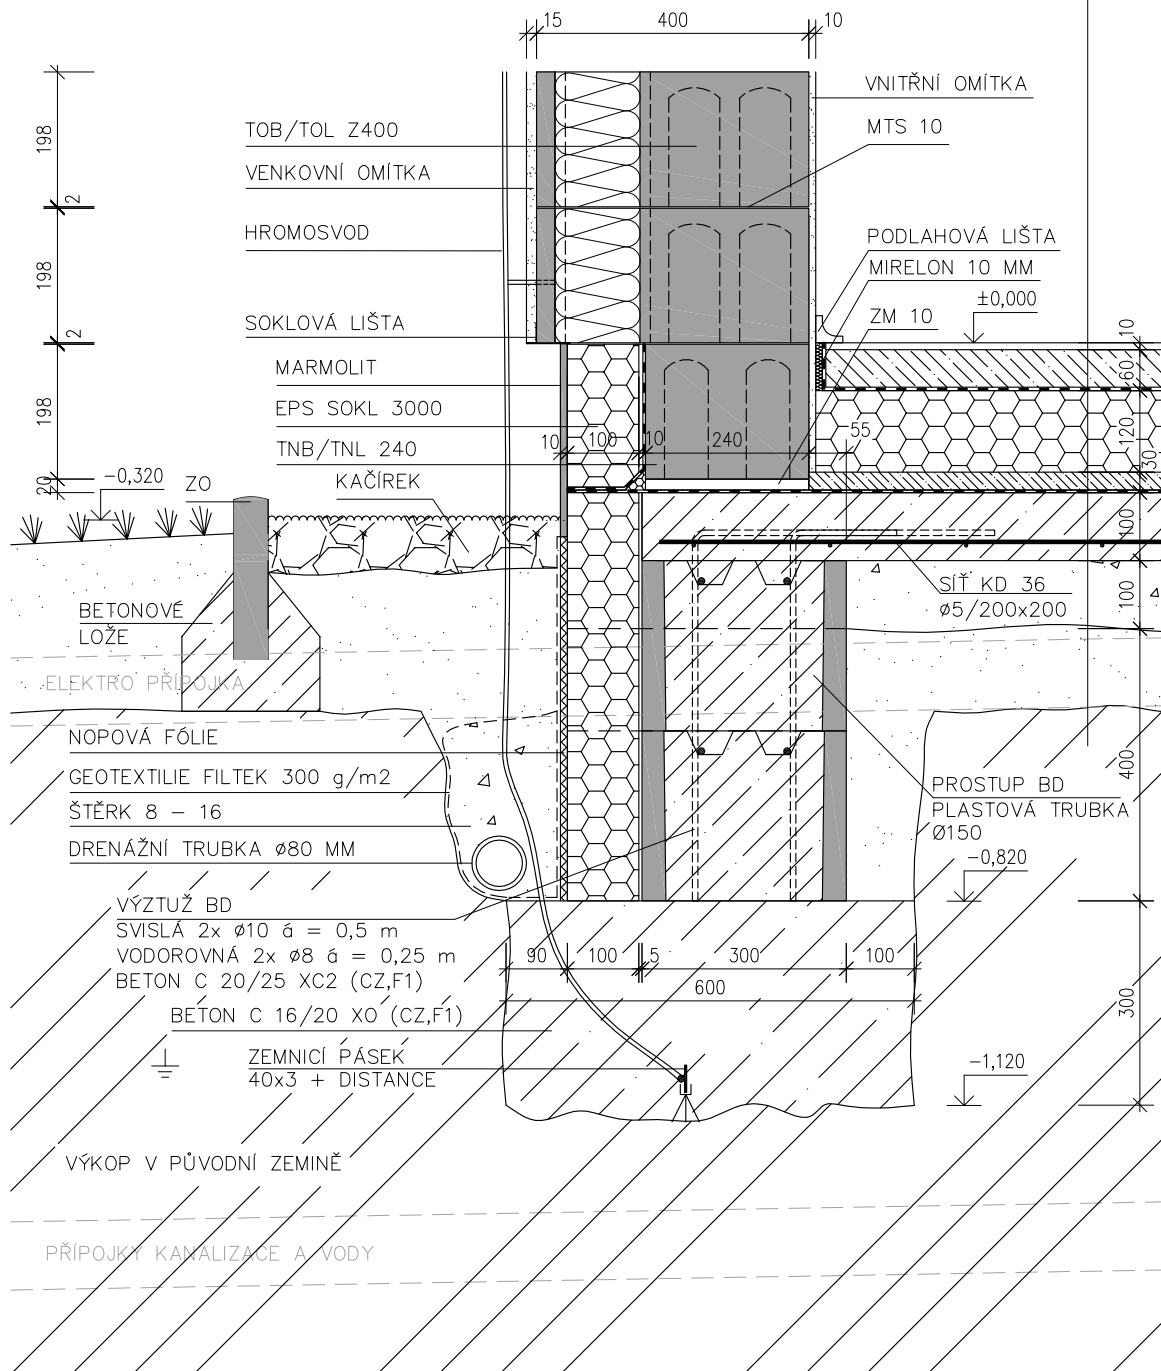 15
400
10
VNITŘNÍ OMÍTKA
TOB/TOL Z400
MTS 10
VENKOVNÍ OMÍTKA
198
2
HROMOSVOD
PODLAHOVÁ LIŠTA
MIRELON 10 MM
±0,000
198
2
SOKLOVÁ LIŠTA
ZM 10
10
MARMOLIT
60
EPS SOKL 3000
198
TNB/TNL 240
10
100
10
240
55
120
30
20
-0,320
ZO
KAČÍREK
100
SÍŤ KD 36
ø5/200x200
100
BETONOVÉ
LOŽE
ELEKTRO PŘÍPOJKA
NOPOVÁ FÓLIE
GEOTEXTILIE FILTEK 300 g/m2
ŠTĚRK 8 – 16
DRENÁŽNÍ TRUBKA ø80 MM
PROSTUP BD
PLASTOVÁ TRUBKA
Ø150
400
-0,820
VÝZTUŽ BD
SVISLÁ 2x ø10 á = 0,5 m
VODOROVNÁ 2x ø8 á = 0,25 m
BETON C 20/25 XC2 (CZ,F1)
90
100
5
300
100
600
300
BETON C 16/20 XO (CZ,F1)
ZEMNICÍ PÁSEK
40x3 + DISTANCE
-1,120
VÝKOP V PŮVODNÍ ZEMINĚ
PŘÍPOJKY KANALIZACE A VODY